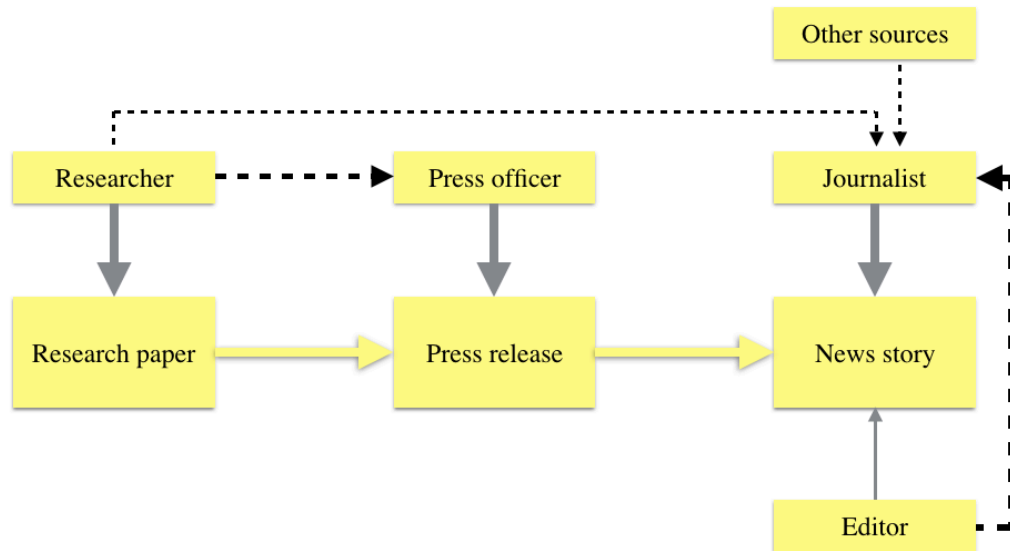 Other sources
Researcher
Press officer
Journalist
Research paper
Press release
News story
Editor